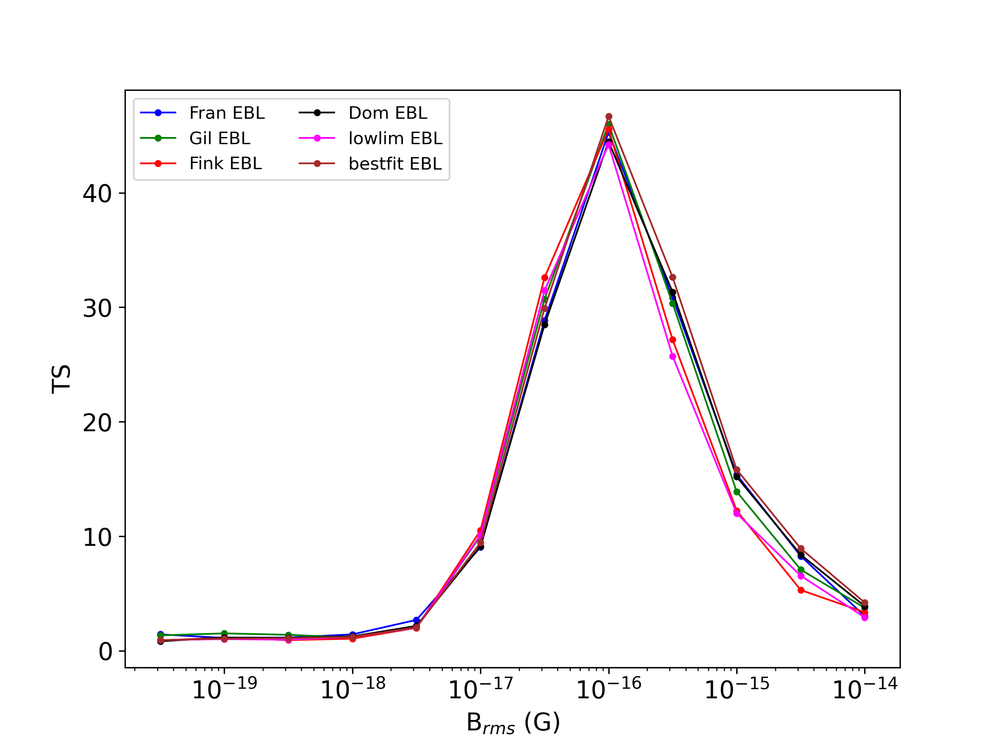 Fran EBL
Gil EBL
Fink EBL
Dom EBL
lowlim EBL
bestfit EBL
40
30
20
10
0
TS
10⁻¹⁹ 10⁻¹⁸ 10⁻¹⁷ 10⁻¹⁶ 10⁻¹⁵ 10⁻¹⁴
B_rms (G)